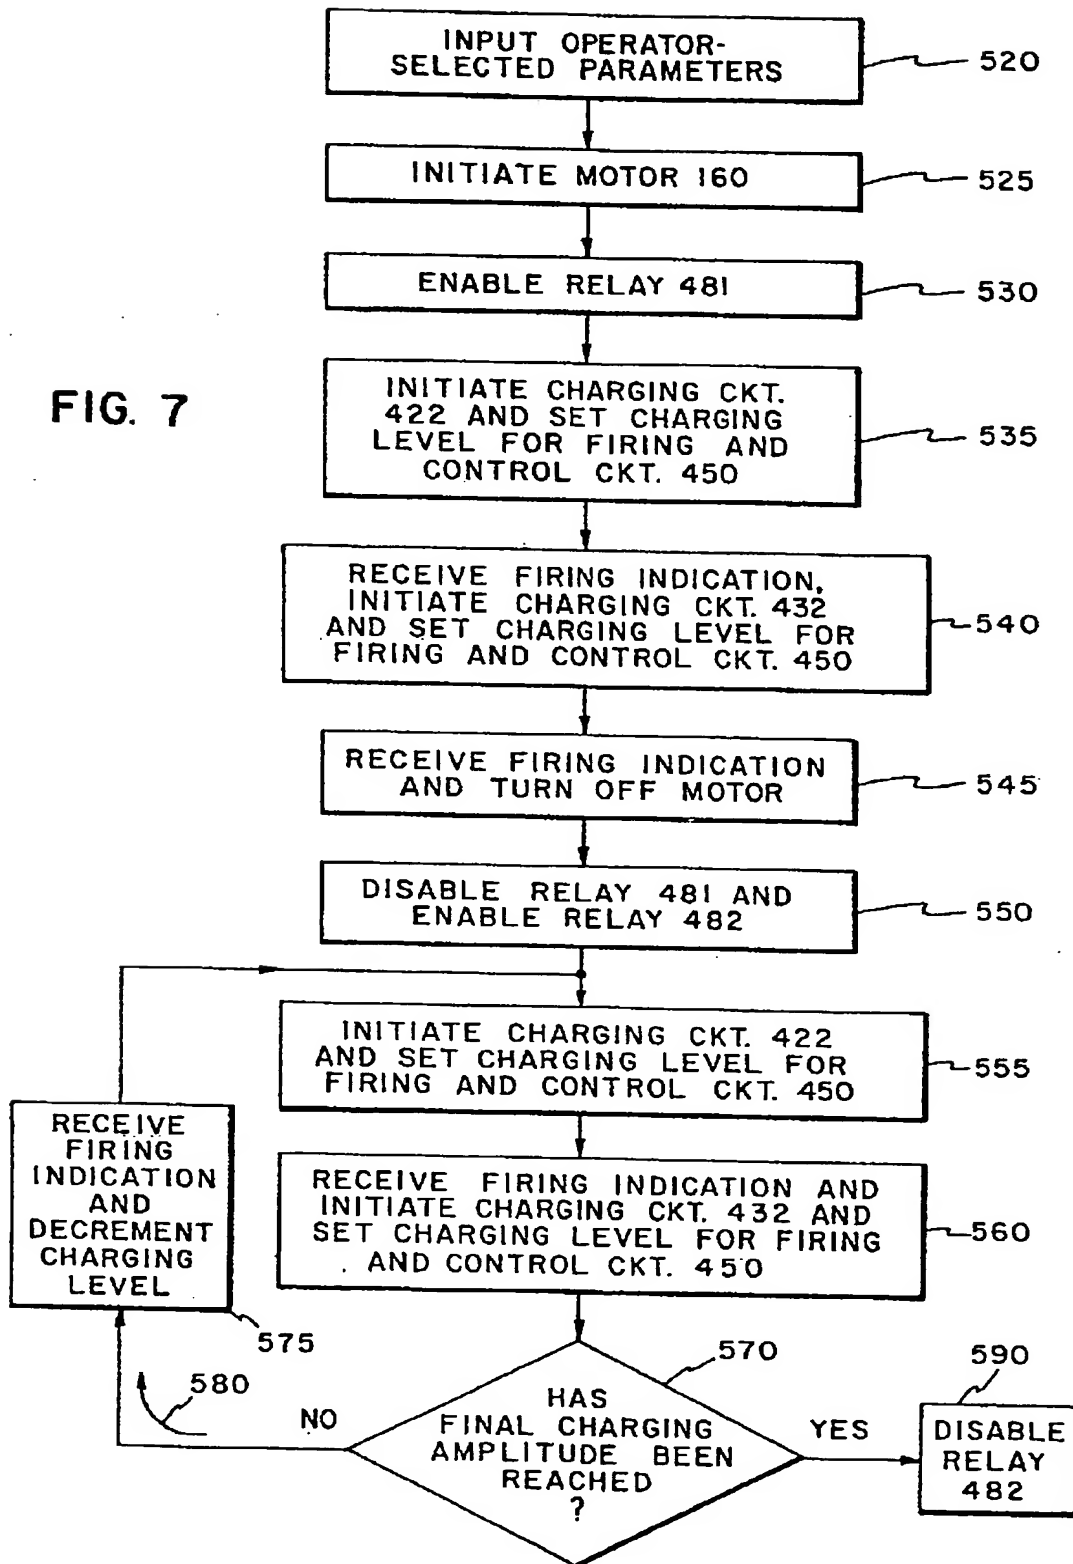 INPUT OPERATOR-
SELECTED PARAMETERS
520
INITIATE MOTOR 160
525
ENABLE RELAY 481
530
FIG. 7
INITIATE CHARGING CKT.
422 AND SET CHARGING
LEVEL FOR FIRING AND
CONTROL CKT. 450
535
RECEIVE FIRING INDICATION,
INITIATE CHARGING CKT. 432
AND SET CHARGING LEVEL FOR
FIRING AND CONTROL CKT. 450
540
RECEIVE FIRING INDICATION
AND TURN OFF MOTOR
545
DISABLE RELAY 481 AND
ENABLE RELAY 482
550
INITIATE CHARGING CKT. 422
AND SET CHARGING LEVEL FOR
FIRING AND CONTROL CKT. 450
555
RECEIVE
FIRING
INDICATION
AND
DECREMENT
CHARGING
LEVEL
575
RECEIVE FIRING INDICATION AND
INITIATE CHARGING CKT. 432 AND
SET CHARGING LEVEL FOR FIRING
AND CONTROL CKT. 450
560
570
580
NO
HAS
FINAL CHARGING
AMPLITUDE BEEN
REACHED
?
YES
590
DISABLE
RELAY
482